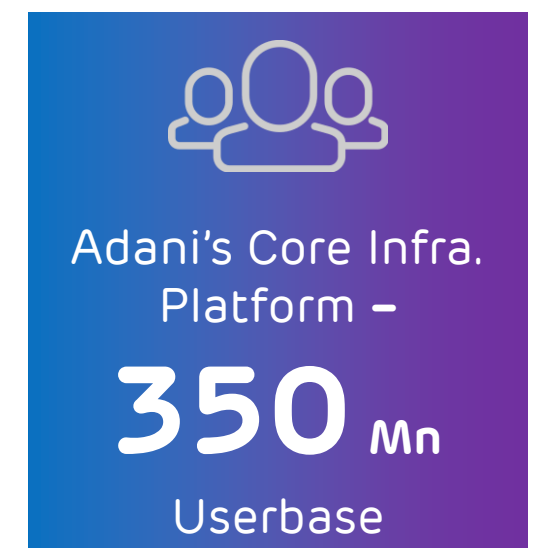 Adani’s Core Infra.
Platform –
350 Mn
Userbase